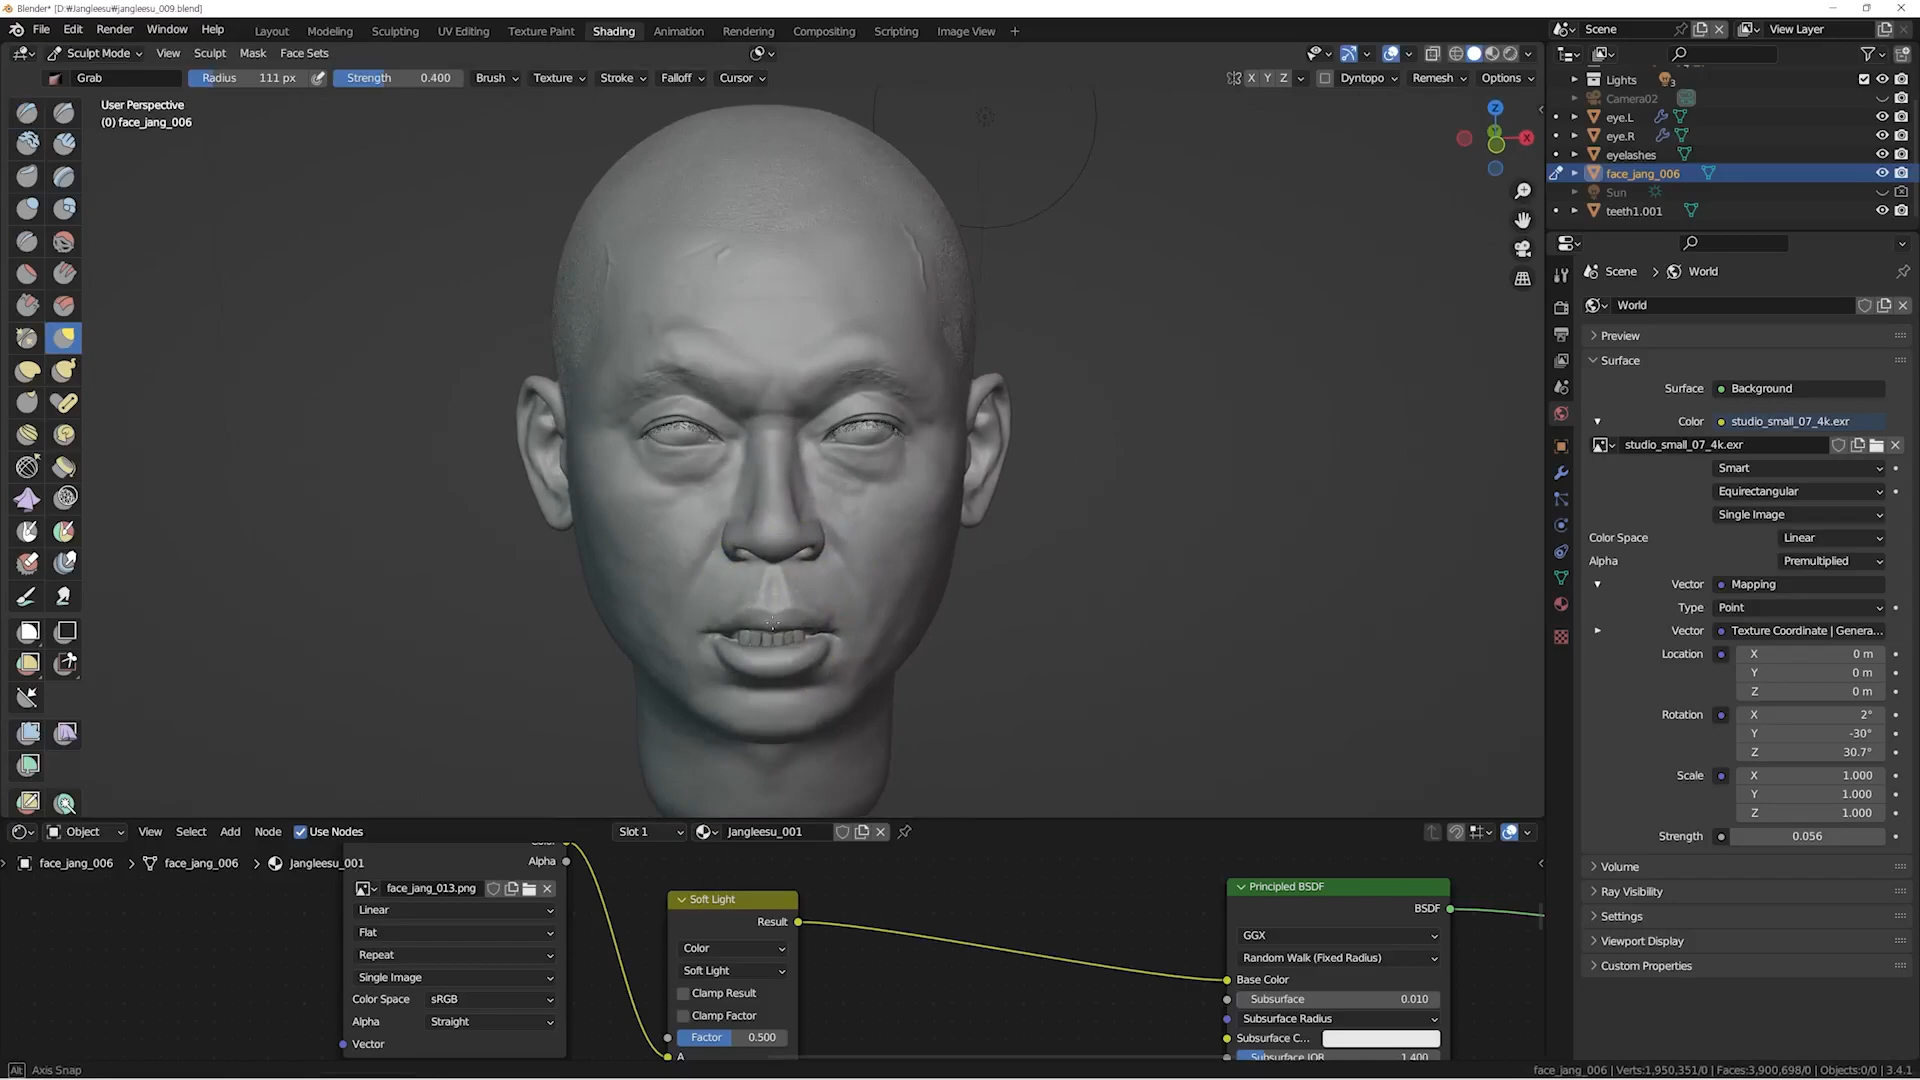 Blender* [D:₩Jangleesu₩jangleesu_009.blend]
File Edit Render Window Help
Layout Modeling Sculpting UV Editing Texture Paint Shading Animation Rendering Compositing Scripting Image View +
Scene View Layer
Sculpt Mode View Sculpt Mask Face Sets
Grab Radius 111 px Strength 0.400 Brush Texture Stroke Falloff Cursor
X Y Z Dyntopo Remesh Options
User Perspective
(0) face_jang_006
Z
X
Lights 3
Camera02
eye.L
eye.R
eyelashes
face_jang_006
Sun
teeth1.001
Scene > World
World
Preview
Surface
Surface Background
Color studio_small_07_4k.exr
studio_small_07_4k.exr
Smart
Equirectangular
Single Image
Color Space Linear
Alpha Premultiplied
Vector Mapping
Type Point
Vector Texture Coordinate | Genera...
Location X 0 m
Y 0 m
Z 0 m
Rotation X 2°
Y -30°
Z 30.7°
Scale X 1.000
Y 1.000
Z 1.000
Strength 0.056
Volume
Ray Visibility
Settings
Viewport Display
Custom Properties
Object View Select Add Node Use Nodes Slot 1 Jangleesu_001
face_jang_006 > face_jang_006 > Jangleesu_001
Alpha
face_jang_013.png
Linear
Flat
Repeat
Single Image
Color Space sRGB
Alpha Straight
Vector
Soft Light
Result
Color
Soft Light
Clamp Result
Clamp Factor
Factor 0.500
A
Principled BSDF
BSDF
GGX
Random Walk (Fixed Radius)
Base Color
Subsurface 0.010
Subsurface Radius
Subsurface C...
Subsurface IOR 1.400
Alt Axis Snap
face_jang_006 | Verts:1,950,351/0 | Faces:3,900,698/0 | Objects:0/0 | 3.4.1